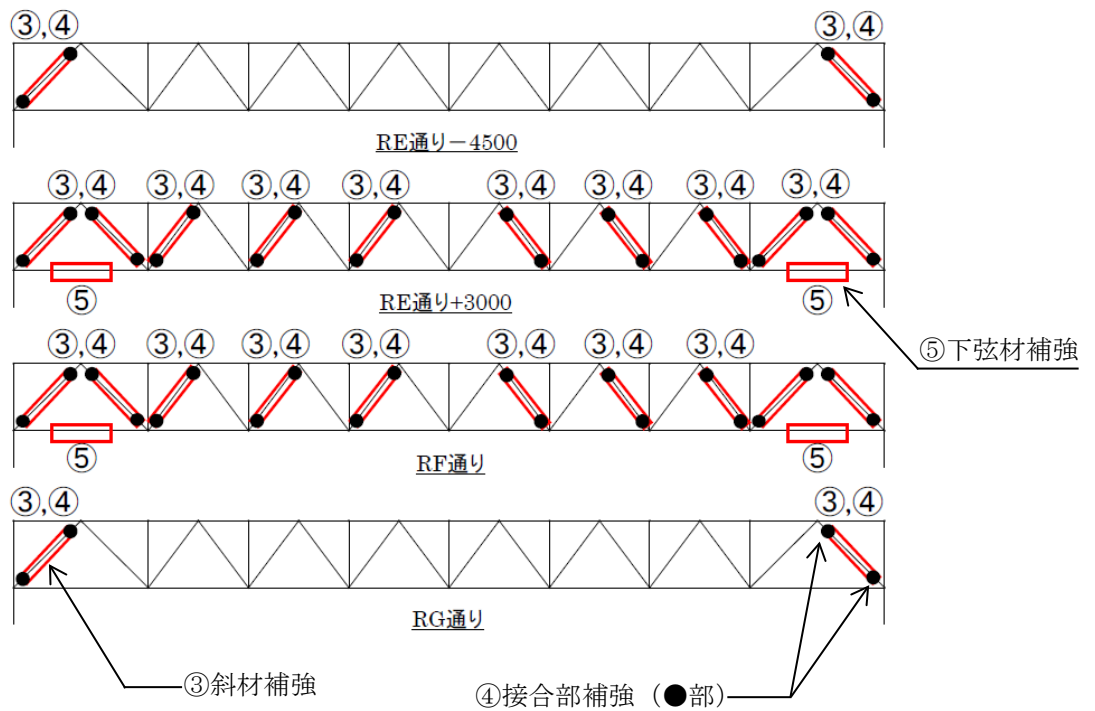 ③,④ ③,④
RE通り－4500
③,④ ③,④ ③,④ ③,④ ③,④ ③,④ ③,④ ③,④
⑤ ⑤
RE通り+3000
⑤下弦材補強
③,④ ③,④ ③,④ ③,④ ③,④ ③,④ ③,④
⑤ ⑤
RF通り
③,④ ③,④
RG通り
③斜材補強
④接合部補強（●部）